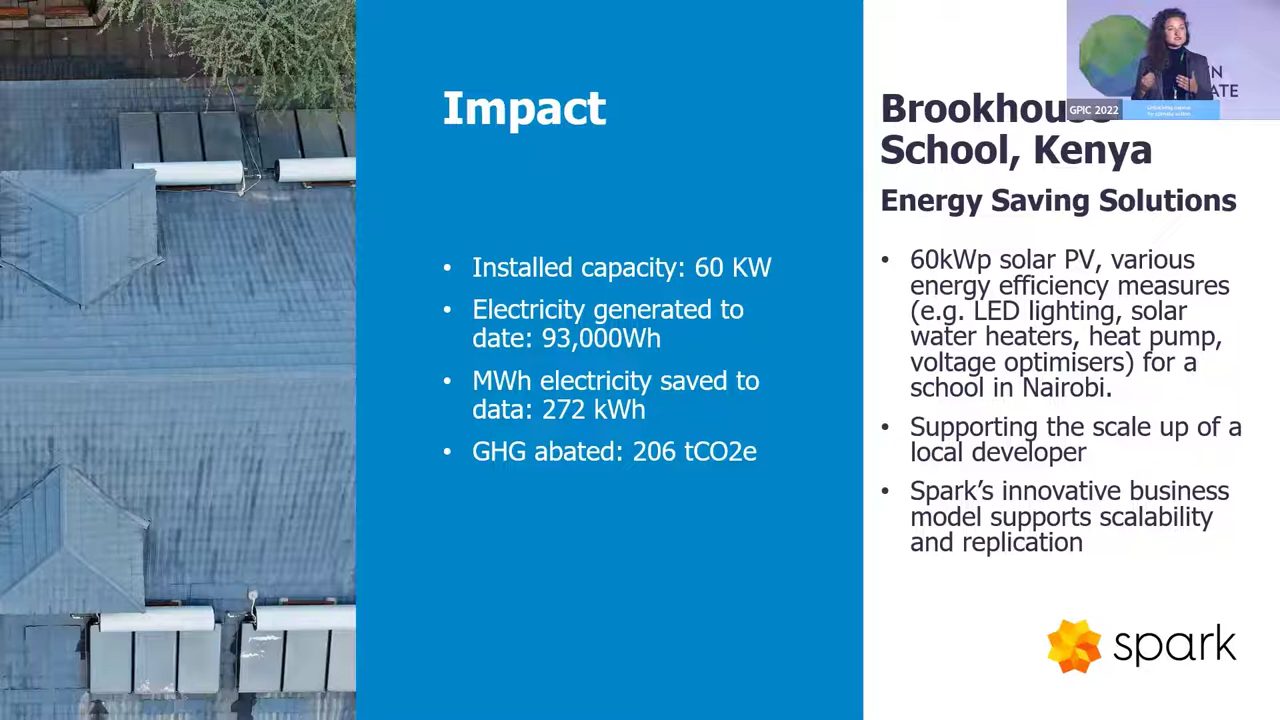 Impact
• Installed capacity: 60 KW
• Electricity generated to
date: 93,000Wh
• MWh electricity saved to
data: 272 kWh
• GHG abated: 206 tCO2e
GPIC 2022
School, Kenya
Energy Saving Solutions
• 60kWp solar PV, various
energy efficiency measures
(e.g. LED lighting, solar
water heaters, heat pump,
voltage optimisers) for a
school in Nairobi.
• Supporting the scale up of a
local developer
• Spark’s innovative business
model supports scalability
and replication
spark